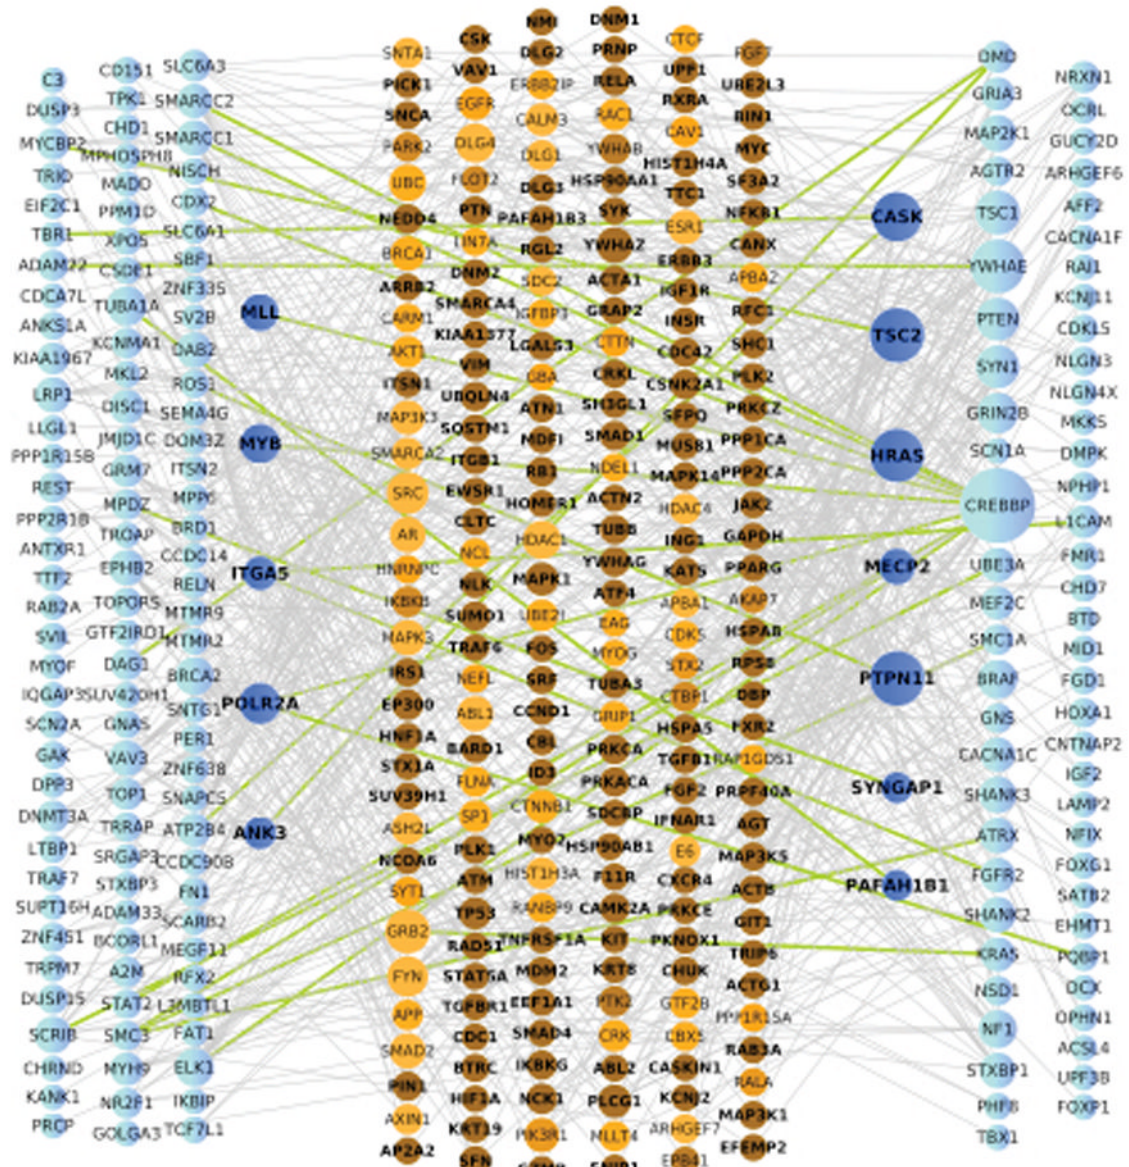 C3
DUSP3
MYCBP2
TRIO
EIF2C1
TBR1
ADAM22
CDCA7L
ANKS1A
KIAA1967
LRP1
LLGL1
PPP1R15B
REST
PPP2R1B
ANTXR1
TTF2
RAB2A
SVIL
MYOF
IQGAP3
SCN2A
GAK
DPP3
DNMT3A
LTBP1
TRAF7
SUPT16H
ZNF451
TRPM7
DUSP15
SCRIB
CHRND
KANK1
PRCP
CD151
TPK1
CHD1
MPHOSPH8
MADD
PPM1D
XPO5
CSDE1
TUBA1A
KCNMA1
MKL2
DISC1
JMJD1C
GRM7
MPDZ
TROAP
EPHB2
TOPORS
GTF2IRD1
DAG1
SUV420H1
GNAS
VAV3
TOP1
TRRAP
SRGAP3
STXBP3
ADAM33
BCORL1
A2M
STAT2
SMC3
MYH9
NR2F1
GOLGA3
SLC6A3
SMARCC2
SMARCC1
NISCH
CDX2
SLC6A1
SBF1
ZNF335
SV2B
DAB2
ROS1
SEMA4G
DOM3Z
ITSN2
MPP6
BRD1
CCDC14
RELN
MTMR9
MTMR2
BRCA2
SNTG1
PER1
ZNF638
SNAPC5
ATP2B4
CCDC90B
FN1
SCARB2
MEGF11
RFX2
L3MBTL1
FAT1
ELK1
IKBIP
TCF7L1
MLL
MYB
ITGA5
POLR2A
ANK3
SNTA1
PICK1
SNCA
PARK2
UBC
NEDD4
BRCA1
ARRB2
CARM1
AKT1
ITSN1
MAP3K3
SMARCA2
SRC
AR
HNRNPC
IKBKB
MAPK3
IRS1
EP300
HNF1A
STX1A
SUV39H1
ASH2L
NCOA6
SYT1
GRB2
FYN
APP
SMAD2
PIN1
AXIN1
AP2A2
CSK
VAV1
EGFR
DLG4
FLOT2
PTN
LIN7A
DNM2
SMARCA4
KIAA1377
VIM
UBQLN4
SQSTM1
ITGB1
EWSR1
CLTC
NCL
NLK
SUMO1
TRAF6
NEFL
ABL1
BARD1
FLNA
SP1
PLK1
ATM
TP53
RAD51
STAT5A
TGFBR1
CDC1
BTRC
HIF1A
KRT19
SFN
NMI
DLG2
ERBB2IP
CALM3
DLG1
DLG3
PAFAH1B3
RGL2
SDC2
IGFBP3
LGALS3
GBA
ATN1
MDFI
RB1
HOMER1
HDAC1
MAPK1
UBE2I
FOS
SRF
CCND1
CBL
ID3
CTNNB1
MYO2
HIST1H3A
RANBP9
TNFRSF1A
MDM2
EEF1A1
SMAD4
IKBKG
NCK1
PIK3R1
DNM1
PRNP
RELA
RAC1
YWHAB
HSP90AA1
SYK
YWHAZ
ACTA1
GRAP2
CTTN
CRKL
SH3GL1
SMAD1
NDEL1
ACTN2
TUBB
YWHAG
ATF4
EAG
MYOG
TUBA3
GRIP1
PRKCA
PRKACA
SDCBP
HSP90AB1
F11R
CAMK2A
KIT
KRT8
PTK2
CRK
ABL2
PLCG1
MLLT4
CTCF
UPF1
RXRA
CAV1
HIST1H4A
TTC1
ESR1
ERBB3
IGF1R
INSR
CDC42
CSNK2A1
SFPQ
MUS81
MAPK14
HDAC4
ING1
KAT5
APBA1
CDK5
STX2
CTBP1
HSPA5
TGFB1
FGF2
IFNAR1
E6
CXCR4
PRKCE
PKNOX1
CHUK
GTF2B
CBX5
CASKIN1
KCNJ2
ARHGEF7
EPB41
FGF7
UBE2L3
RIN1
MYC
SF3A2
NFKB1
CANX
APBA2
RFC1
SHC1
PLK2
PRKCZ
PPP1CA
PPP2CA
JAK2
GAPDH
PPARG
AKAP7
HSPA8
RPS8
DBP
FXR2
RAP1GDS1
PRPF40A
AGT
MAP3K5
ACTB
GIT1
TRIP6
ACTG1
PPP1R15A
RAB3A
RALA
MAP3K1
EFEMP2
CASK
TSC2
HRAS
MECP2
PTPN11
SYNGAP1
PAFAH1B1
DMD
GRIA3
MAP2K1
AGTR2
TSC1
YWHAE
PTEN
SYN1
GRIN2B
SCN1A
CREBBP
UBE3A
MEF2C
SMC1A
BRAF
GNS
CACNA1C
SHANK3
ATRX
FGFR2
SHANK2
KRAS
NSD1
NF1
STXBP1
PHF8
TBX1
NRXN1
OCRL
GUCY2D
ARHGEF6
AFF2
CACNA1F
RAI1
KCNJ11
CDKL5
NLGN3
NLGN4X
MKKS
DMPK
NPHP1
L1CAM
FMR1
CHD7
BTD
MID1
FGD1
HOXA1
CNTNAP2
IGF2
LAMP2
NFIX
FOXG1
SATB2
EHMT1
PQBP1
DCX
OPHN1
ACSL4
UPF3B
FOXP1